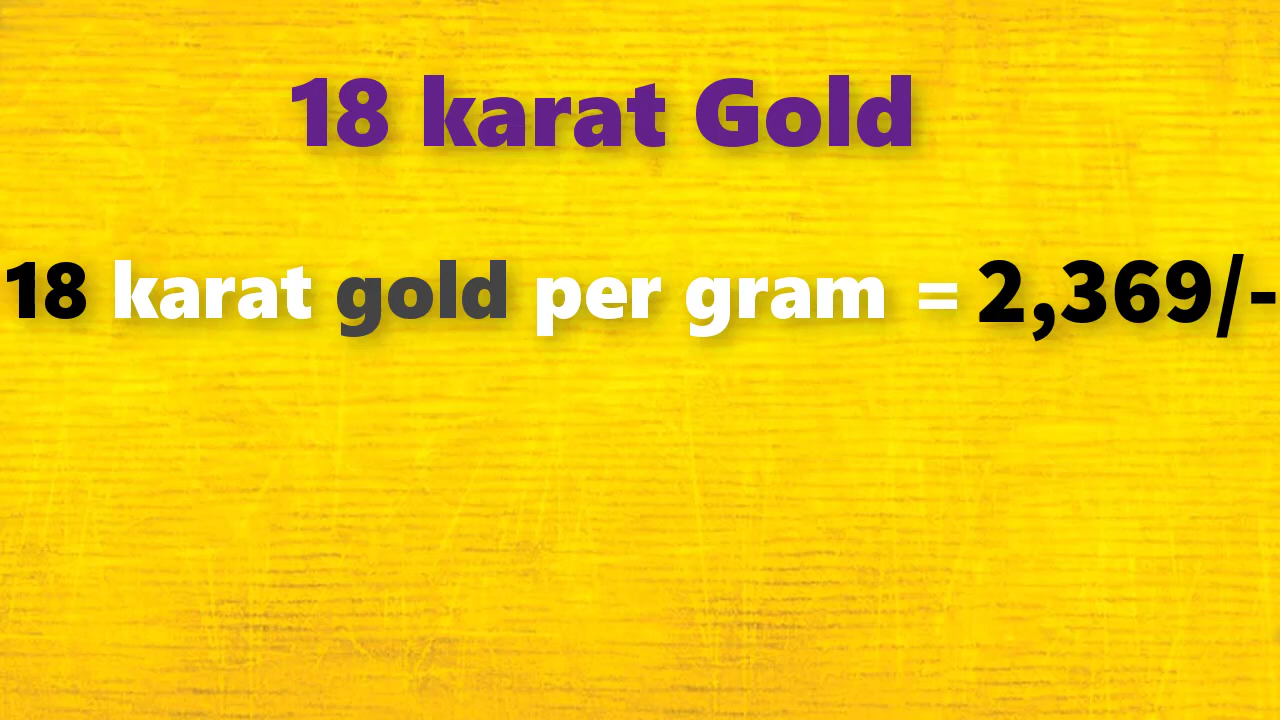 18 karat Gold
18 karat gold per gram = 2,369/-